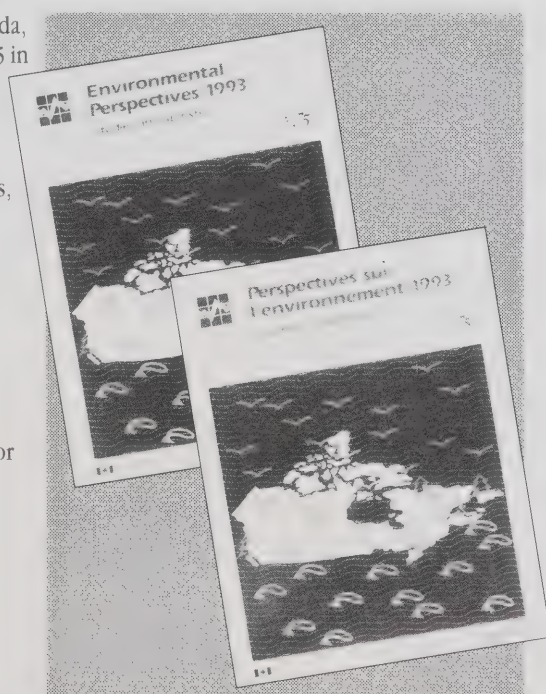 da,
5 in
s,
or
Environmental
Perspectives 1993
Perspectives sur
l'environnement 1993